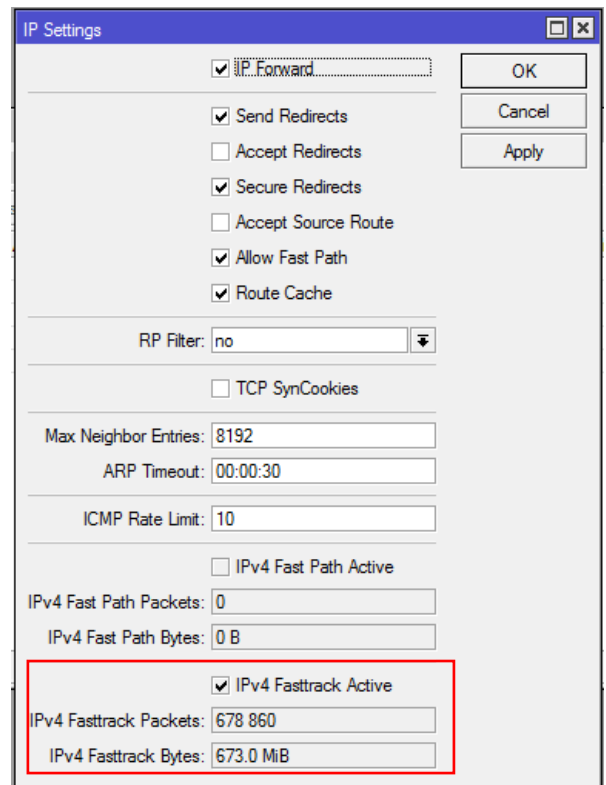 IP Settings
IP Forward
OK
Send Redirects
Cancel
Accept Redirects
Apply
Secure Redirects
Accept Source Route
Allow Fast Path
Route Cache
RP Filter: no
TCP SynCookies
Max Neighbor Entries: 8192
ARP Timeout: 00:00:30
ICMP Rate Limit: 10
IPv4 Fast Path Active
IPv4 Fast Path Packets: 0
IPv4 Fast Path Bytes: 0 B
IPv4 Fasttrack Active
IPv4 Fasttrack Packets: 678 860
IPv4 Fasttrack Bytes: 673.0 MiB